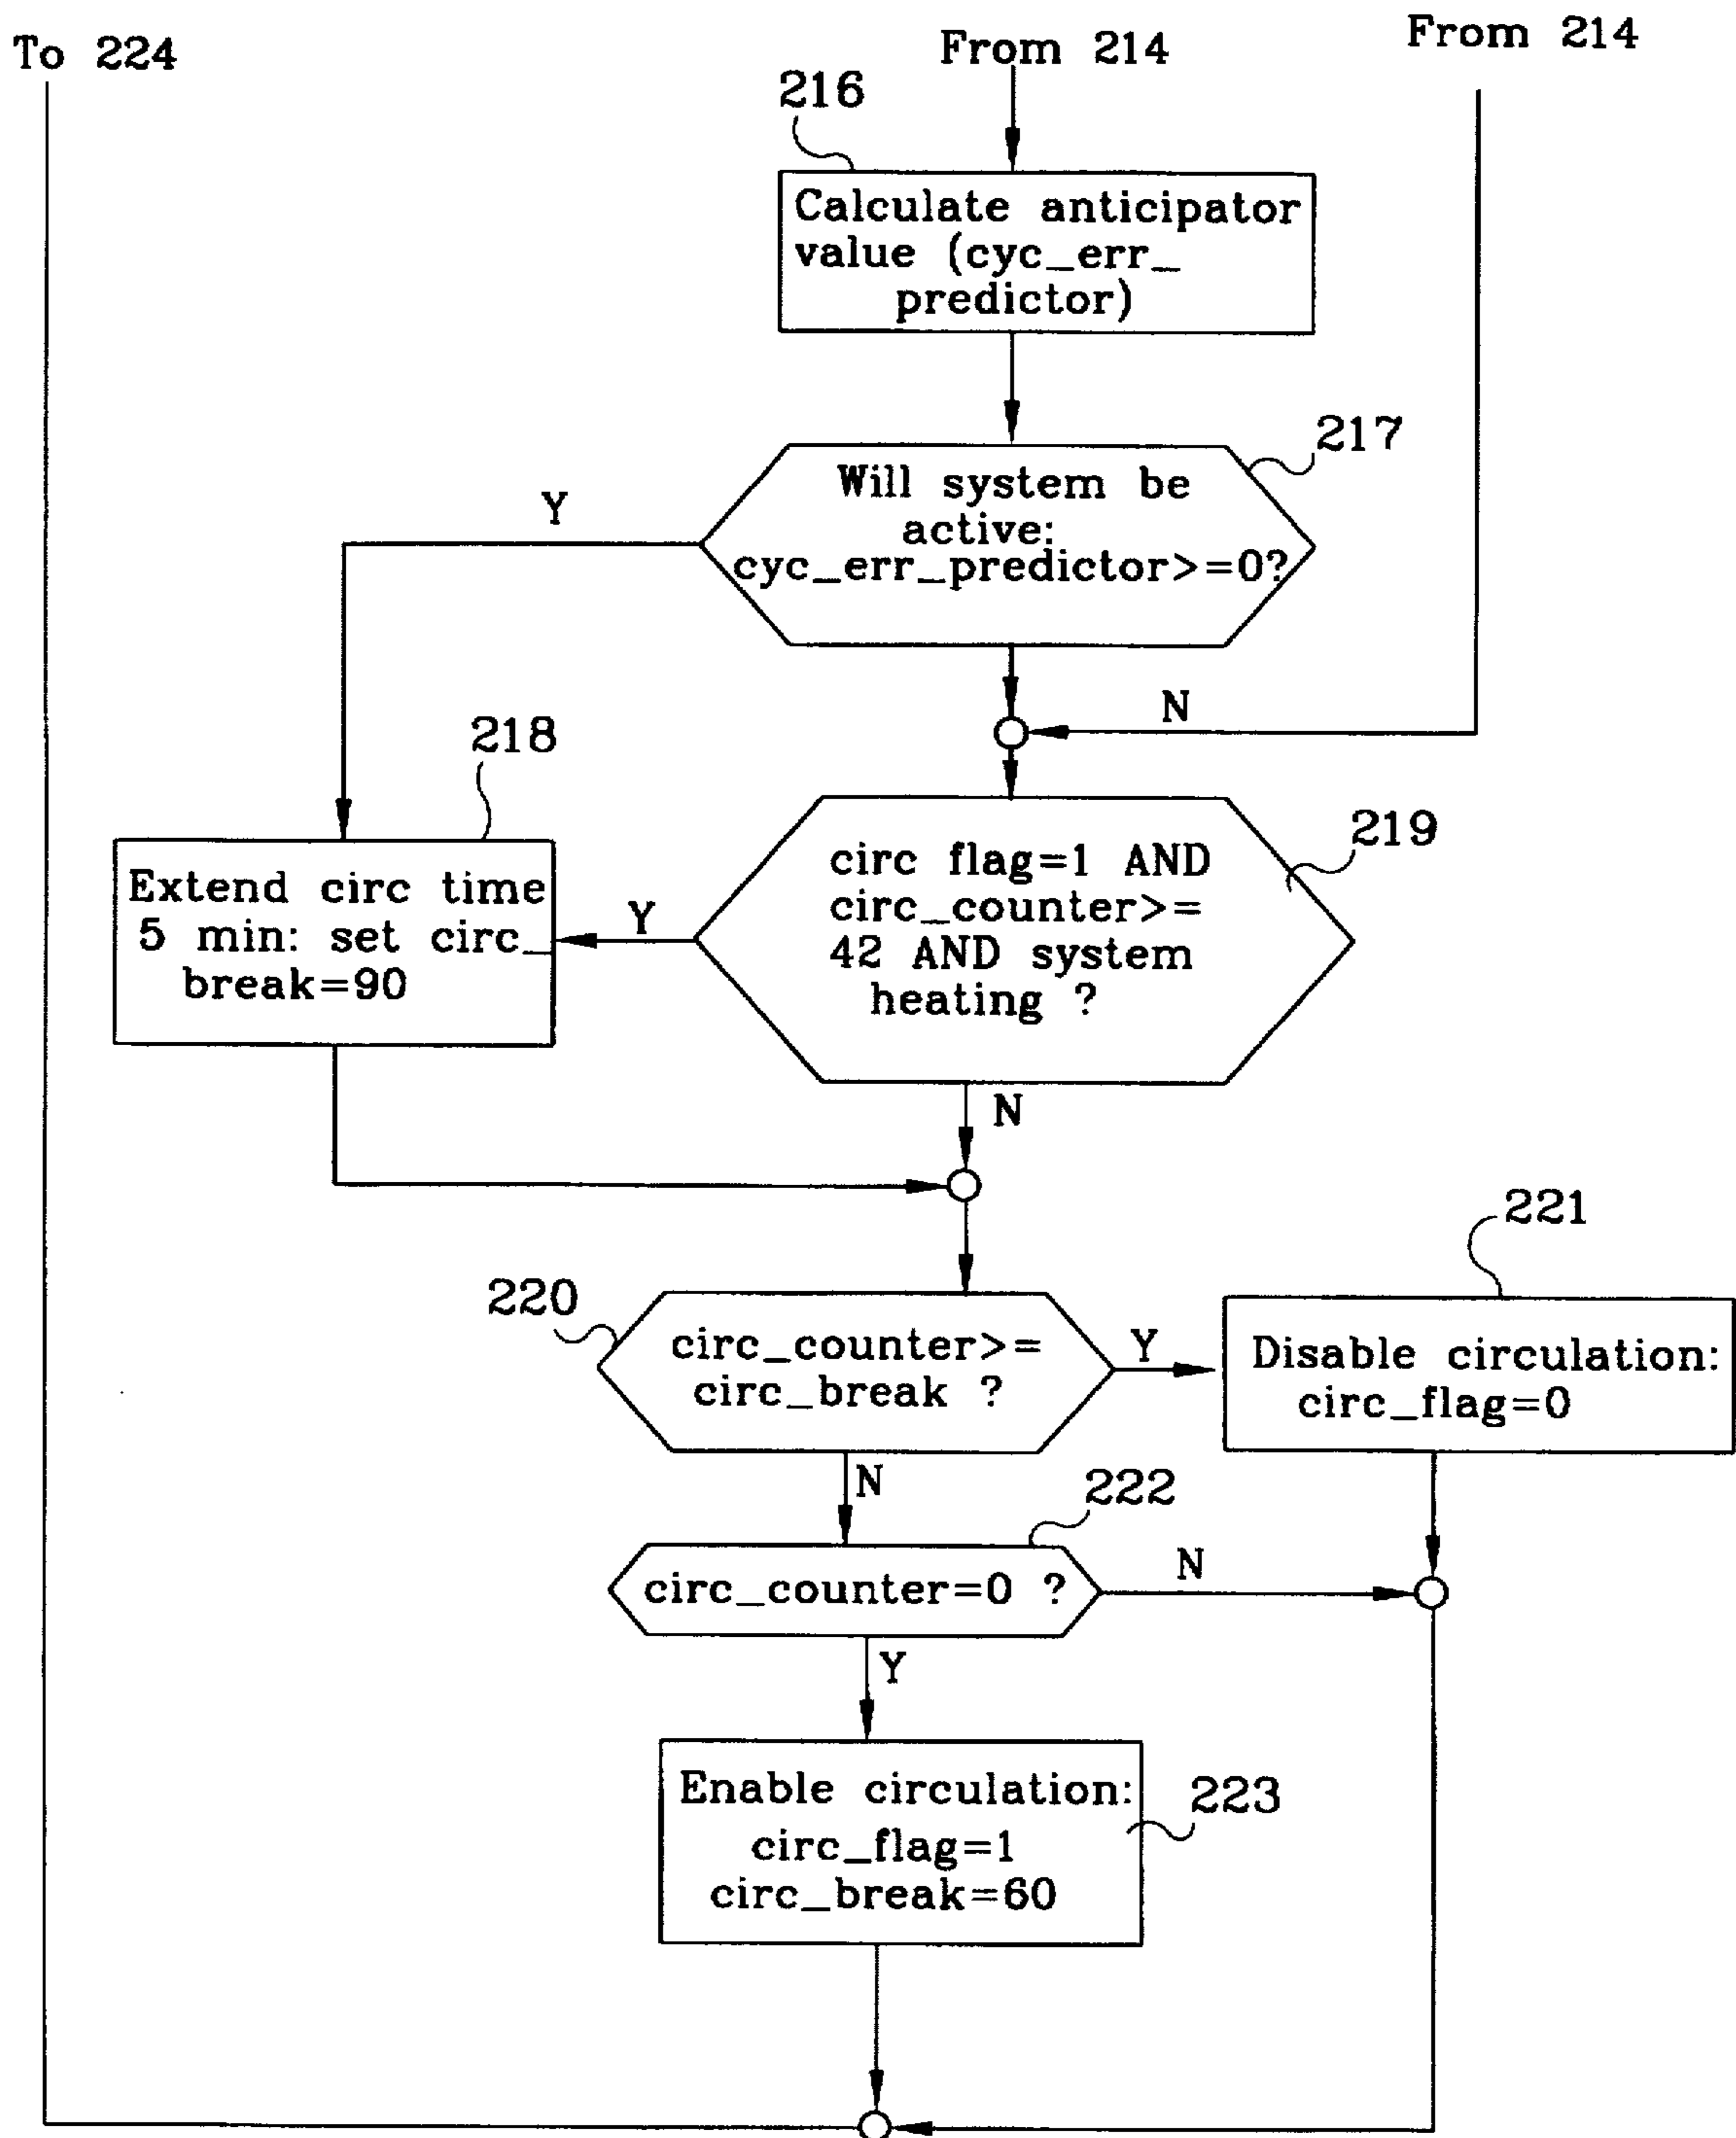 To 224
From 214
From 214
216
Calculate anticipator
value (cyc_err_
predictor)
217
Will system be
active:
cyc_err_predictor>=0?
Y
N
218
Extend circ time
5 min: set circ_
break=90
219
circ flag=1 AND
circ_counter>=
42 AND system
heating ?
Y
N
220
circ_counter>=
circ_break ?
Y
221
Disable circulation:
circ_flag=0
N
222
circ_counter=0 ?
N
Y
Enable circulation:
circ_flag=1
circ_break=60
223